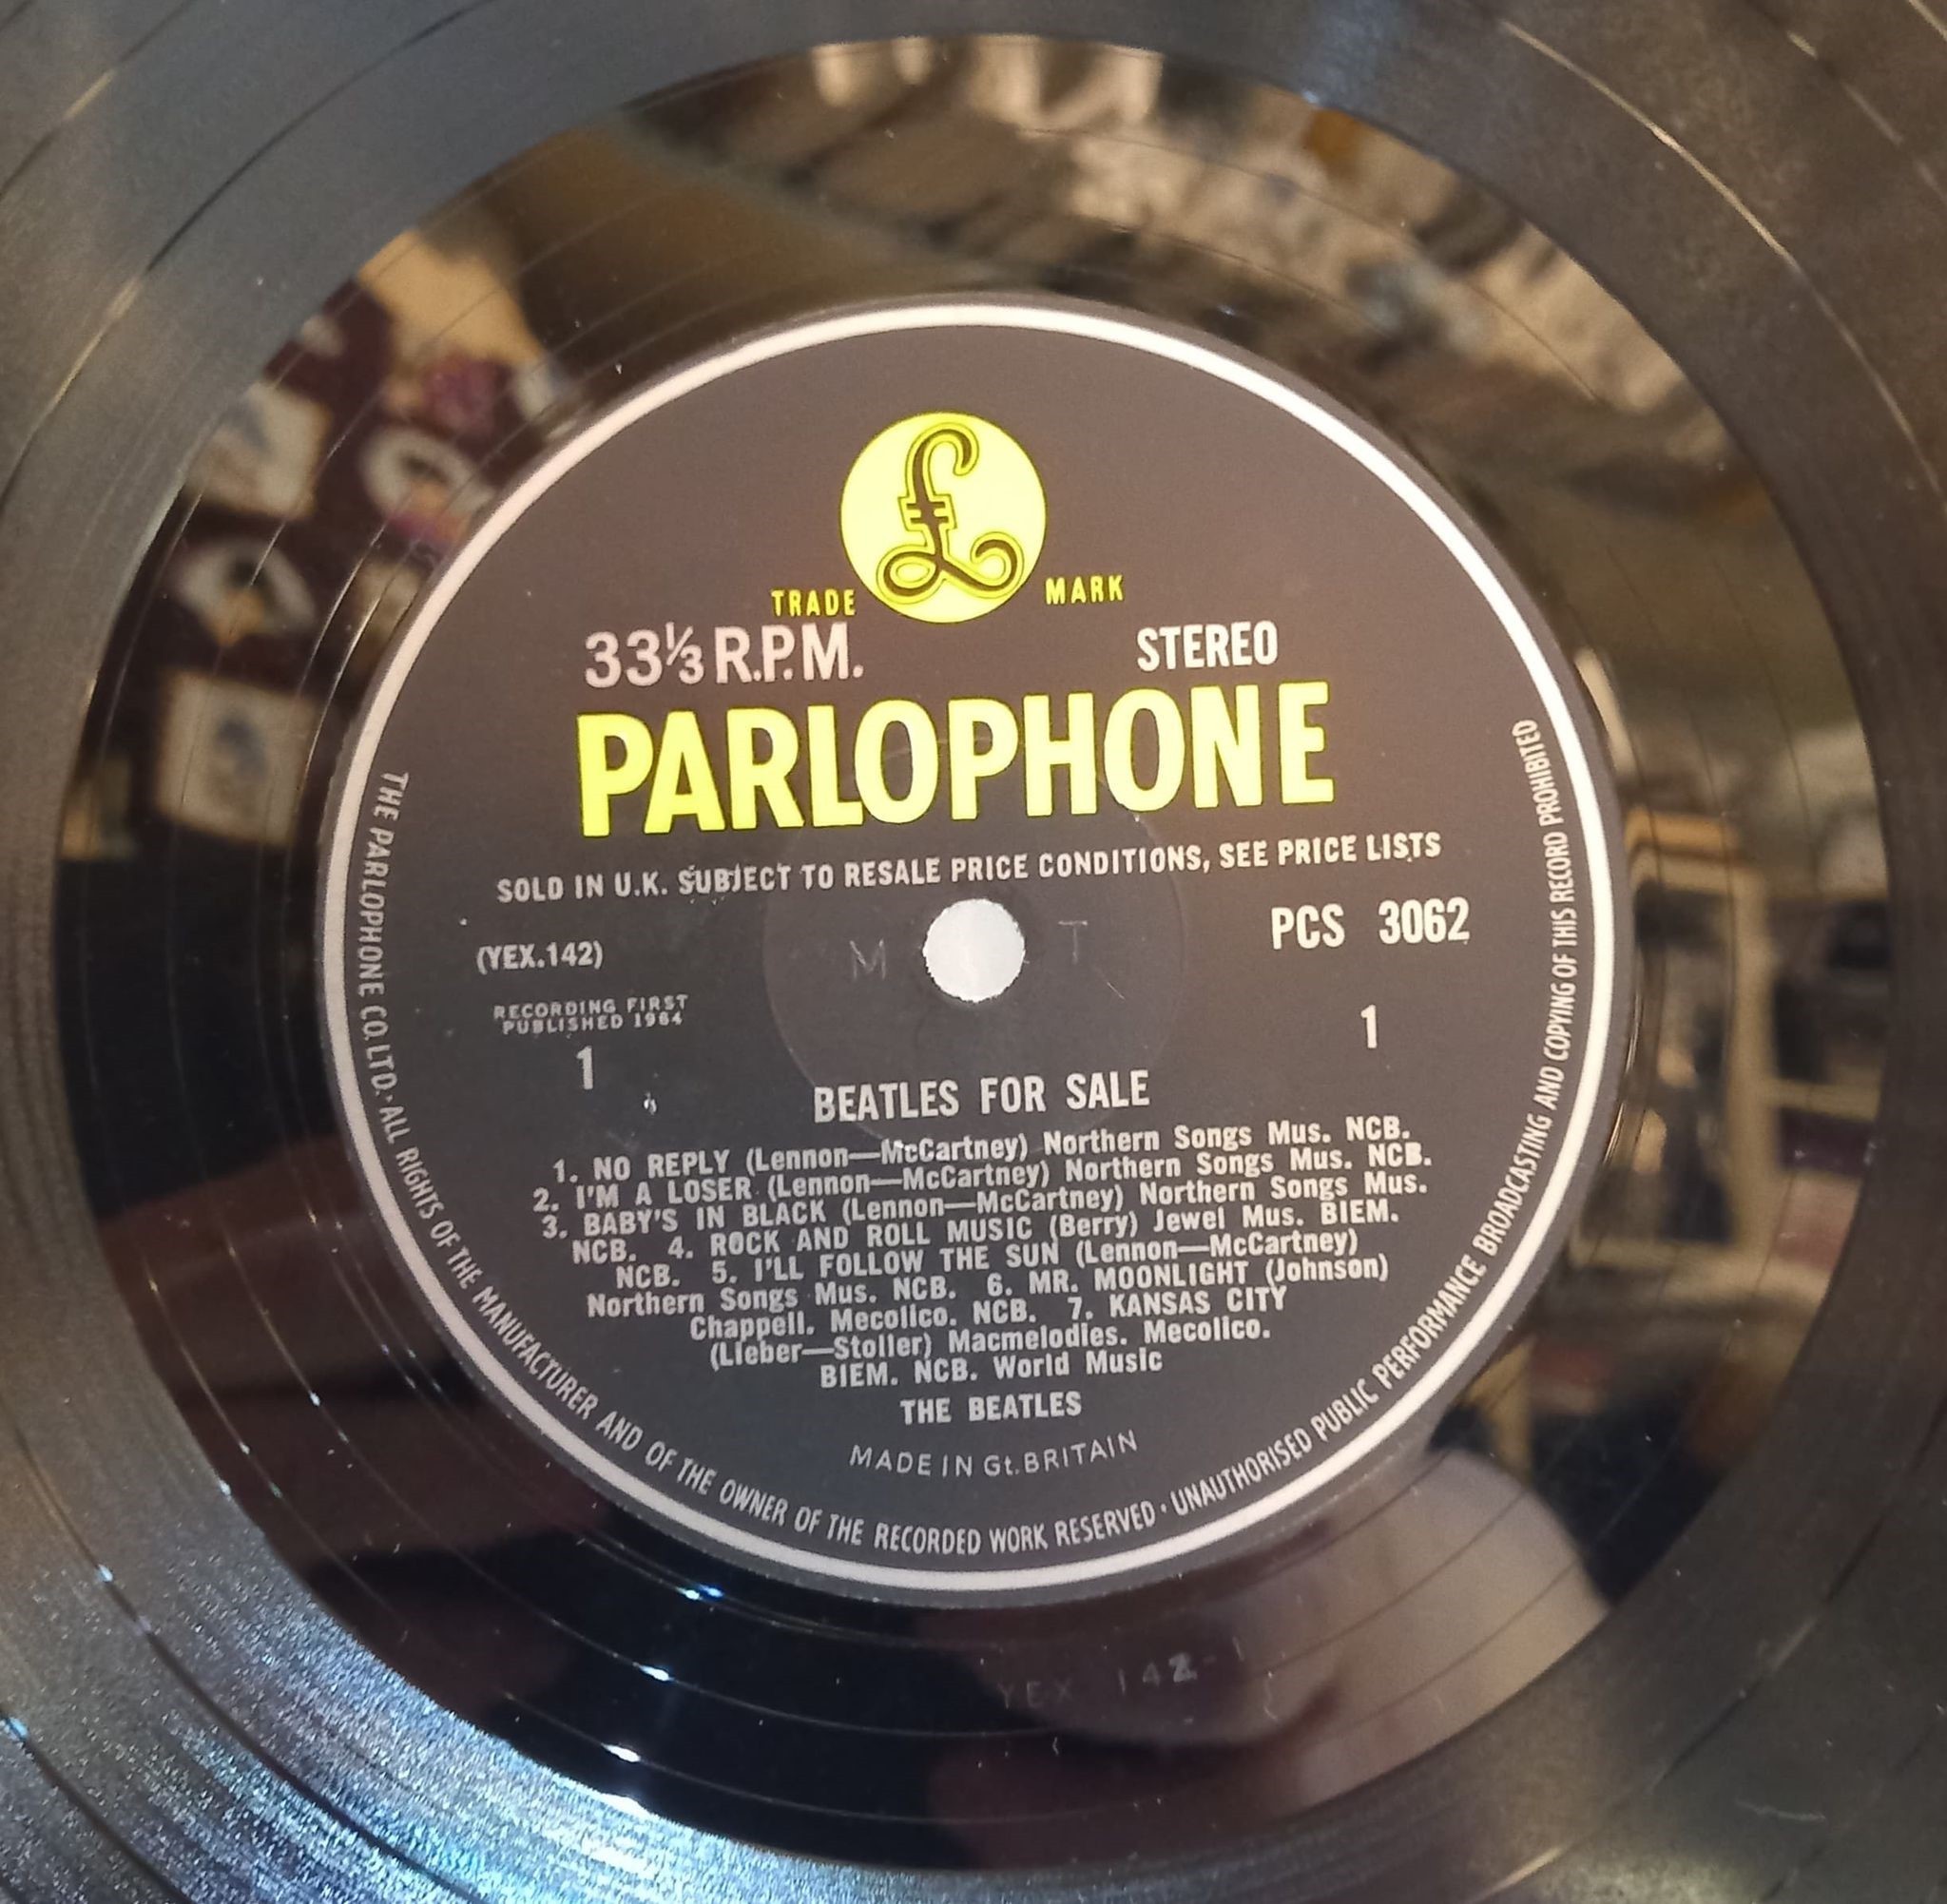 £
TRADE MARK
33⅓ R.P.M. STEREO
PARLOPHONE
SOLD IN U.K. SUBJECT TO RESALE PRICE CONDITIONS, SEE PRICE LISTS
(YEX.142) M T PCS 3062
RECORDING FIRST
PUBLISHED 1964
1 1
BEATLES FOR SALE
1. NO REPLY (Lennon—McCartney) Northern Songs Mus. NCB.
2. I'M A LOSER (Lennon—McCartney) Northern Songs Mus. NCB.
3. BABY'S IN BLACK (Lennon—McCartney) Northern Songs Mus.
NCB. 4. ROCK AND ROLL MUSIC (Berry) Jewel Mus. BIEM.
NCB. 5. I'LL FOLLOW THE SUN (Lennon—McCartney)
Northern Songs Mus. NCB. 6. MR. MOONLIGHT (Johnson)
Chappell. Mecolico. NCB. 7. KANSAS CITY
(Lieber—Stoller) Macmelodies. Mecolico.
BIEM. NCB. World Music
THE BEATLES
MADE IN Gt. BRITAIN
THE PARLOPHONE CO. LTD· ALL RIGHTS OF THE MANUFACTURER AND OF THE OWNER OF THE RECORDED WORK RESERVED · UNAUTHORISED PUBLIC PERFORMANCE BROADCASTING AND COPYING OF THIS RECORD PROHIBITED
YEX 142-1